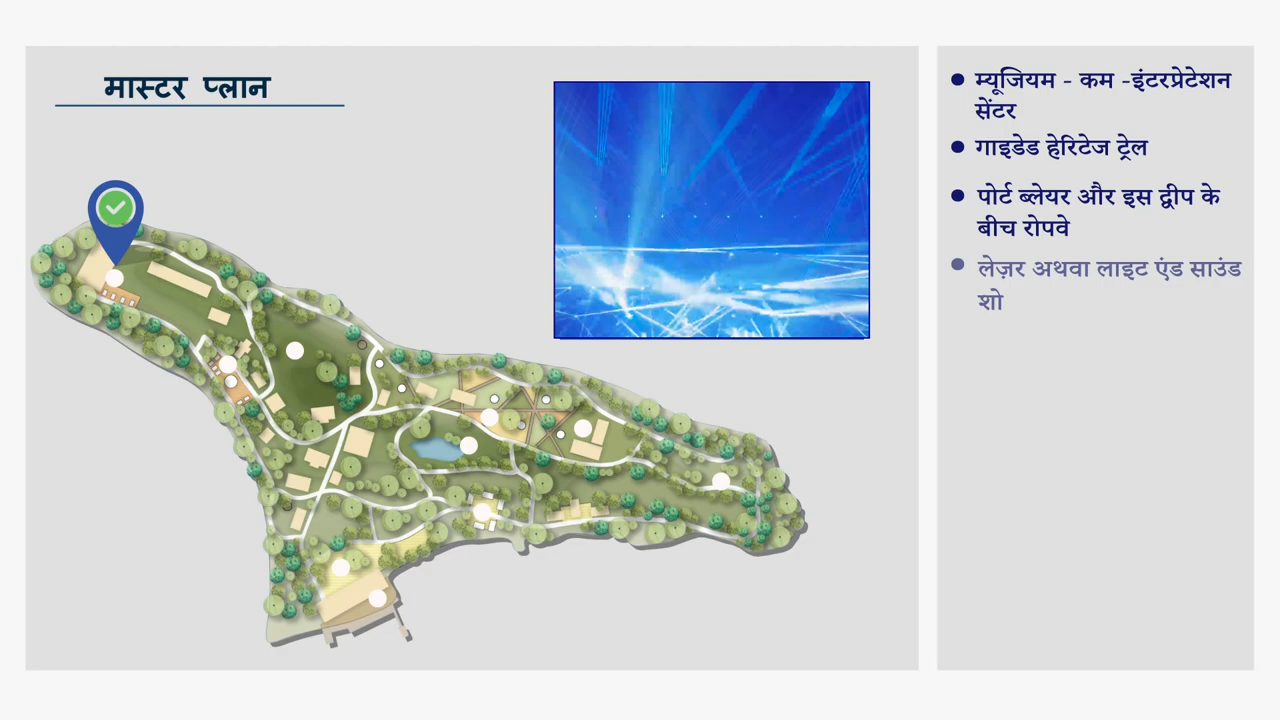 मास्टर प्लान
म्यूजियम - कम -इंटरप्रेटेशन
सेंटर
गाइडेड हेरिटेज ट्रेल
पोर्ट ब्लेयर और इस द्वीप के
बीच रोपवे
लेज़र अथवा लाइट एंड साउंड
शो